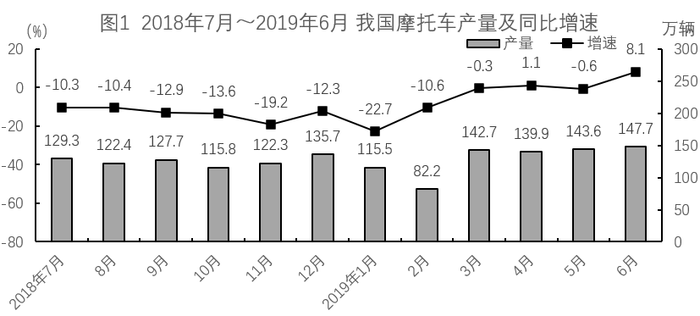 图1 2018年7月～2019年6月 我国摩托车产量及同比增速
(%) 万辆
产量 增速
20 300
0 250
-20 200
-40 150
-60 100
50
-80 0
-10.3 -10.4 -12.9 -13.6 -19.2 -12.3 -22.7 -10.6 -0.3 1.1 -0.6 8.1
129.3 122.4 127.7 115.8 122.3 135.7 115.5 82.2 142.7 139.9 143.6 147.7
2018年7月 8月 9月 10月 11月 12月 2019年1月 2月 3月 4月 5月 6月